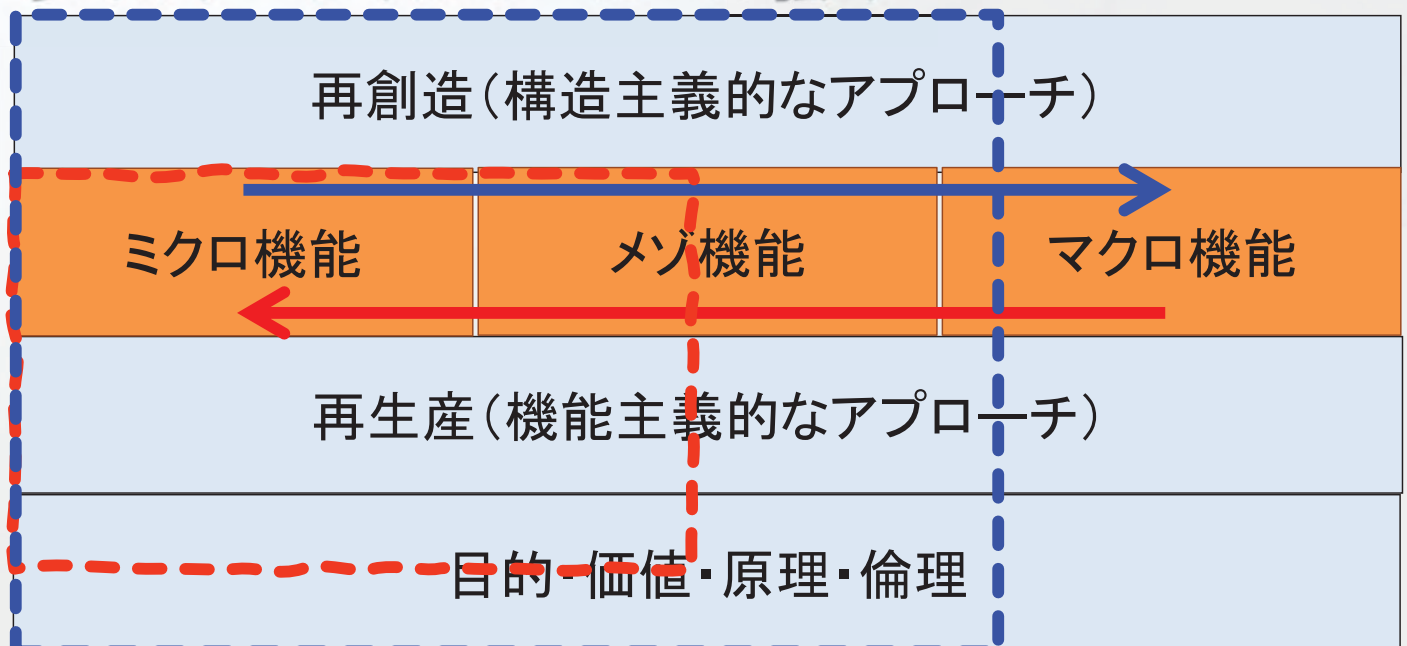 再創造(構造主義的なアプローチ)
ミクロ機能 メゾ機能 マクロ機能
再生産(機能主義的なアプローチ)
目的・価値・原理・倫理